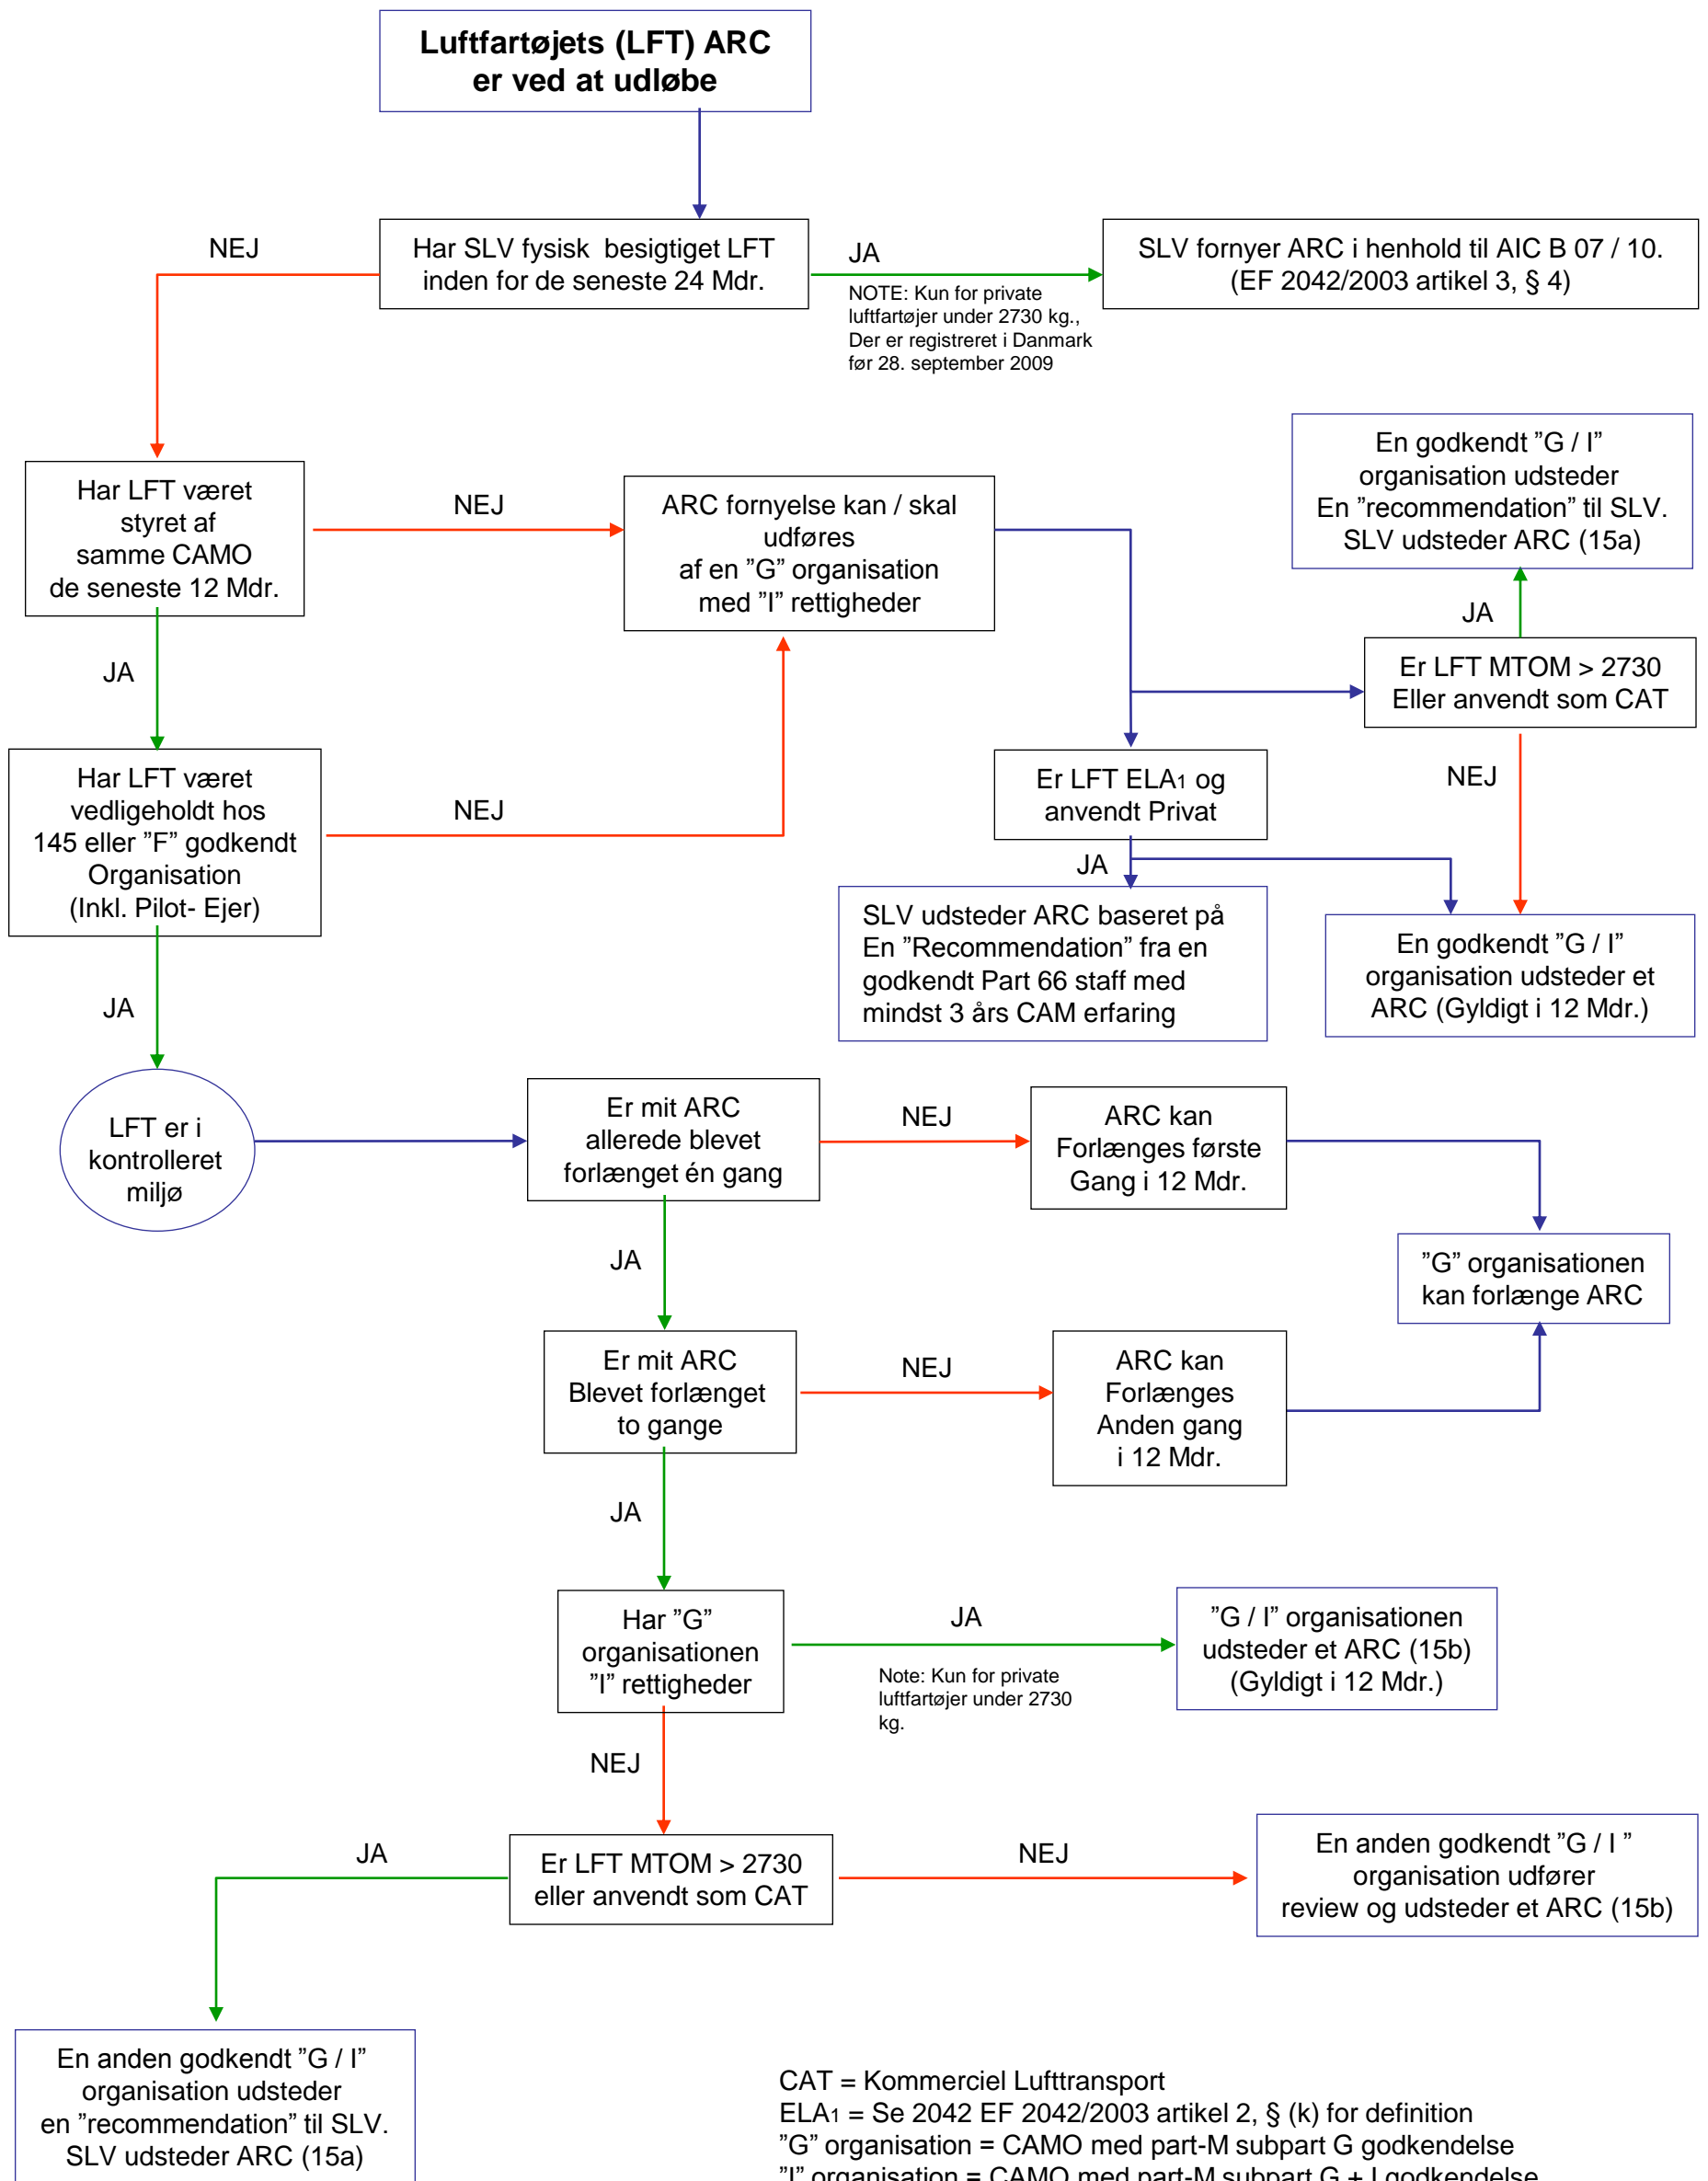 Luftfartøjets (LFT) ARC
er ved at udløbe
NEJ
Har SLV fysisk besigtiget LFT
inden for de seneste 24 Mdr.
JA
NOTE: Kun for private
luftfartøjer under 2730 kg.,
Der er registreret i Danmark
før 28. september 2009
SLV fornyer ARC i henhold til AIC B 07 / 10.
(EF 2042/2003 artikel 3, § 4)
Har LFT været
styret af
samme CAMO
de seneste 12 Mdr.
NEJ
ARC fornyelse kan / skal
udføres
af en ”G” organisation
med ”I” rettigheder
En godkendt ”G / I”
organisation udsteder
En ”recommendation” til SLV.
SLV udsteder ARC (15a)
JA
Er LFT MTOM > 2730
Eller anvendt som CAT
NEJ
JA
Har LFT været
vedligeholdt hos
145 eller ”F” godkendt
Organisation
(Inkl. Pilot- Ejer)
NEJ
Er LFT ELA1 og
anvendt Privat
JA
SLV udsteder ARC baseret på
En ”Recommendation” fra en
godkendt Part 66 staff med
mindst 3 års CAM erfaring
En godkendt ”G / I”
organisation udsteder et
ARC (Gyldigt i 12 Mdr.)
JA
LFT er i
kontrolleret
miljø
Er mit ARC
allerede blevet
forlænget én gang
NEJ
ARC kan
Forlænges første
Gang i 12 Mdr.
”G” organisationen
kan forlænge ARC
JA
Er mit ARC
Blevet forlænget
to gange
NEJ
ARC kan
Forlænges
Anden gang
i 12 Mdr.
JA
Har ”G”
organisationen
”I” rettigheder
JA
Note: Kun for private
luftfartøjer under 2730
kg.
”G / I” organisationen
udsteder et ARC (15b)
(Gyldigt i 12 Mdr.)
NEJ
Er LFT MTOM > 2730
eller anvendt som CAT
JA
NEJ
En anden godkendt ”G / I ”
organisation udfører
review og udsteder et ARC (15b)
En anden godkendt ”G / I”
organisation udsteder
en ”recommendation” til SLV.
SLV udsteder ARC (15a)
CAT = Kommerciel Lufttransport
ELA1 = Se 2042 EF 2042/2003 artikel 2, § (k) for definition
”G” organisation = CAMO med part-M subpart G godkendelse
”I” organisation = CAMO med part-M subpart G + I godkendelse